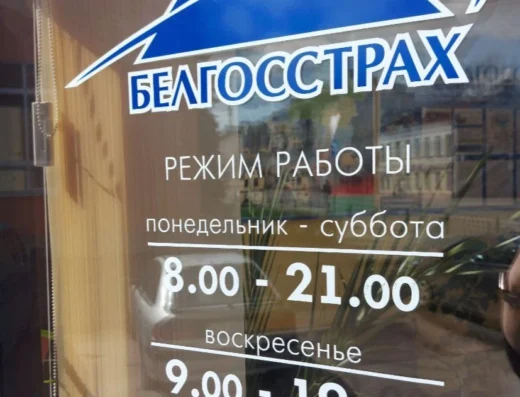 БЕЛГОССТРАХ
РЕЖИМ РАБОТЫ
понедельник - суббота
8.00 - 21.00
воскресенье
9.00 -